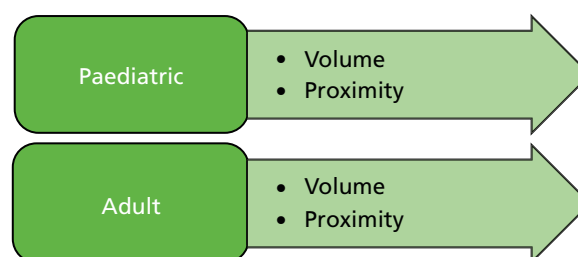 Paediatric
• Volume
• Proximity
Adult
• Volume
• Proximity